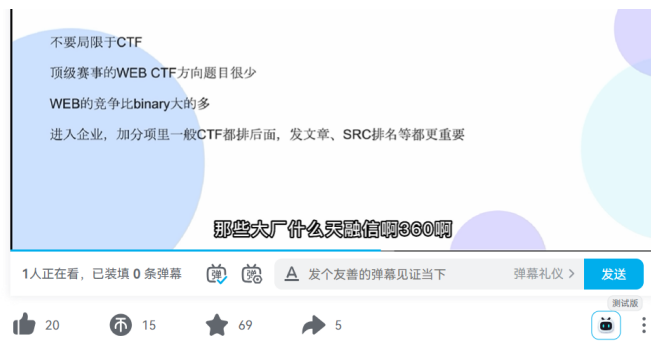 不要局限于CTF
顶级赛事的WEB CTF方向题目很少
WEB的竞争比binary大的多
进入企业，加分项里一般CTF都排后面，发文章、SRC排名等都更重要
那些大厂什么天融信啊360啊
1人正在看，已装填 0 条弹幕 弹 弹 A 发个友善的弹幕见证当下 弹幕礼仪 > 发送
测试版
20 币 15 69 5